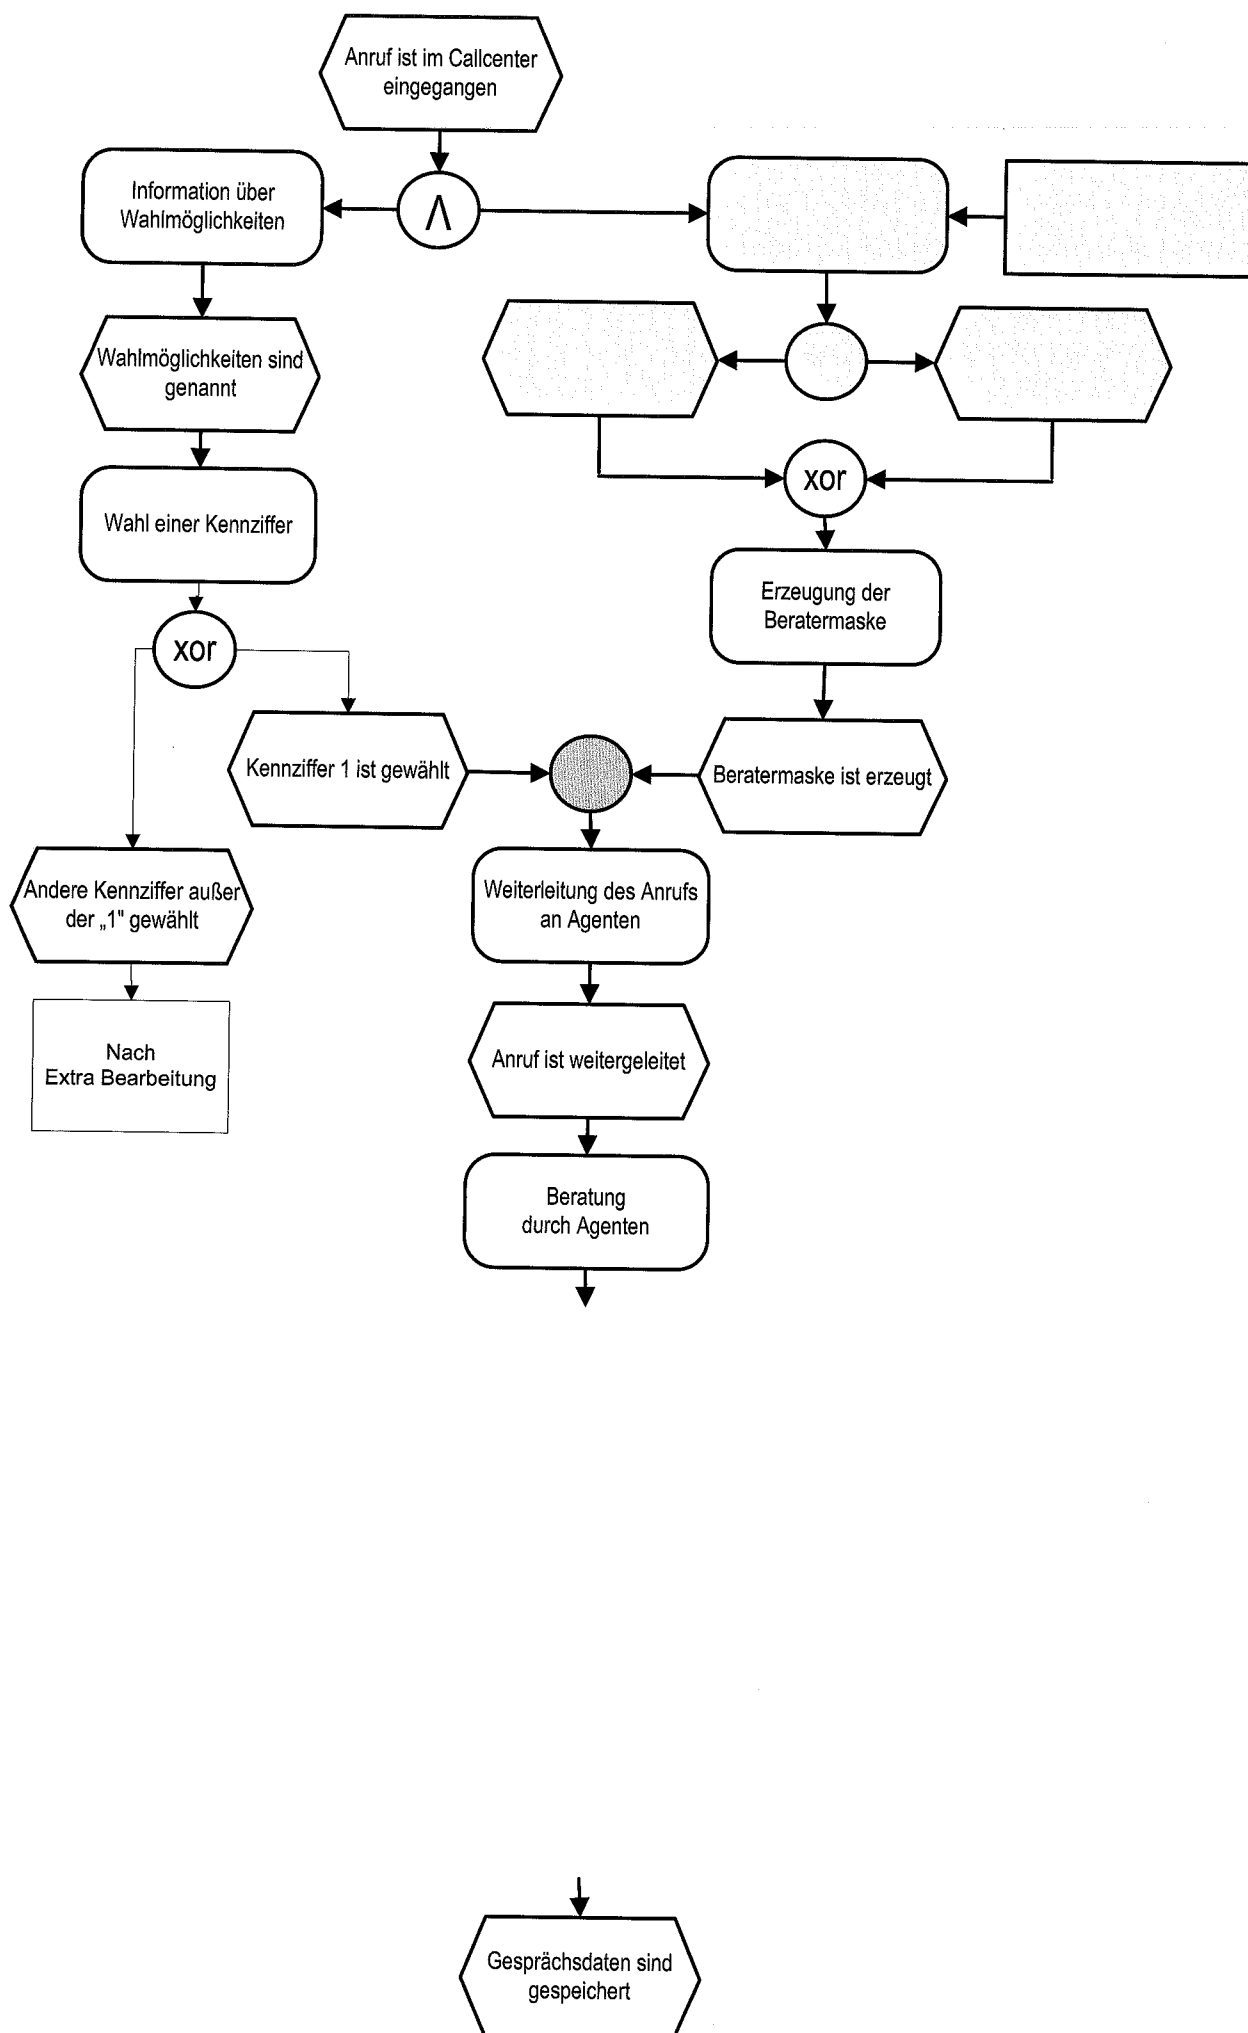 Anruf ist im Callcenter
eingegangen
Λ
Information über
Wahlmöglichkeiten
Wahlmöglichkeiten sind
genannt
Wahl einer Kennziffer
xor
xor
Erzeugung der
Beratermaske
Kennziffer 1 ist gewählt
Beratermaske ist erzeugt
Andere Kennziffer außer
der „1" gewählt
Weiterleitung des Anrufs
an Agenten
Nach
Extra Bearbeitung
Anruf ist weitergeleitet
Beratung
durch Agenten
Gesprächsdaten sind
gespeichert